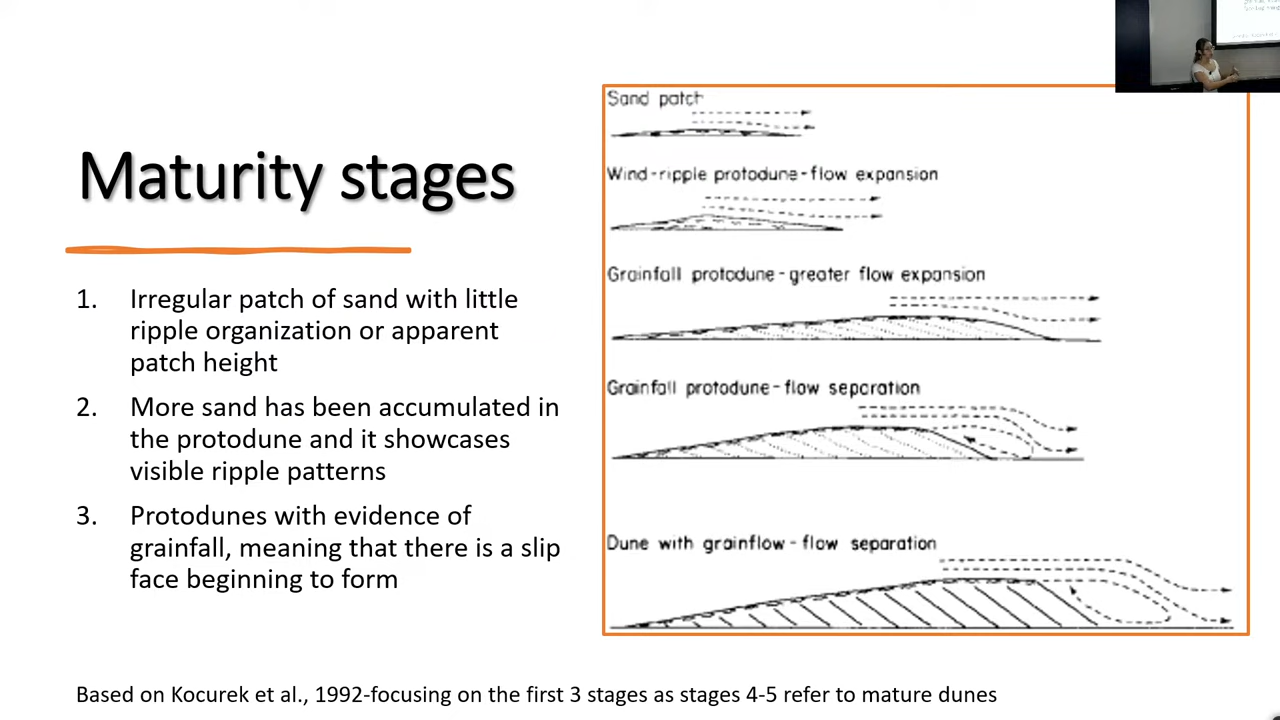 Maturity stages
1. Irregular patch of sand with little
ripple organization or apparent
patch height
2. More sand has been accumulated in
the protodune and it showcases
visible ripple patterns
3. Protodunes with evidence of
grainfall, meaning that there is a slip
face beginning to form
Sand patch
Wind-ripple protodune-flow expansion
Grainfall protodune-greater flow expansion
Grainfall protodune-flow separation
Dune with grainflow-flow separation
Based on Kocurek et al., 1992-focusing on the first 3 stages as stages 4-5 refer to mature dunes